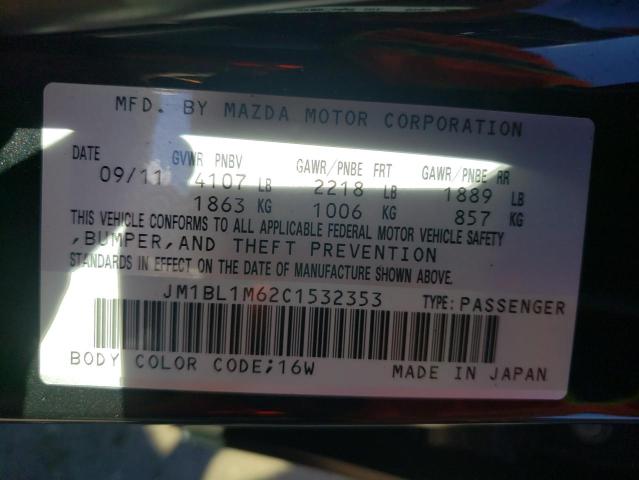 MFD. BY MAZDA MOTOR CORPORATION
DATE GVWR PNBV GAWR/PNBE FRT GAWR/PNBE RR
09/11 4107 LB 2218 LB 1889 LB
1863 KG 1006 KG 857 KG
THIS VEHICLE CONFORMS TO ALL APPLICABLE FEDERAL MOTOR VEHICLE SAFETY
,BUMPER,AND THEFT PREVENTION
STANDARDS IN EFFECT ON THE DATE OF MANUFACTURE SHOWN ABOVE.
JM1BL1M62C1532353 TYPE:PASSENGER
BODY COLOR CODE;16W MADE IN JAPAN